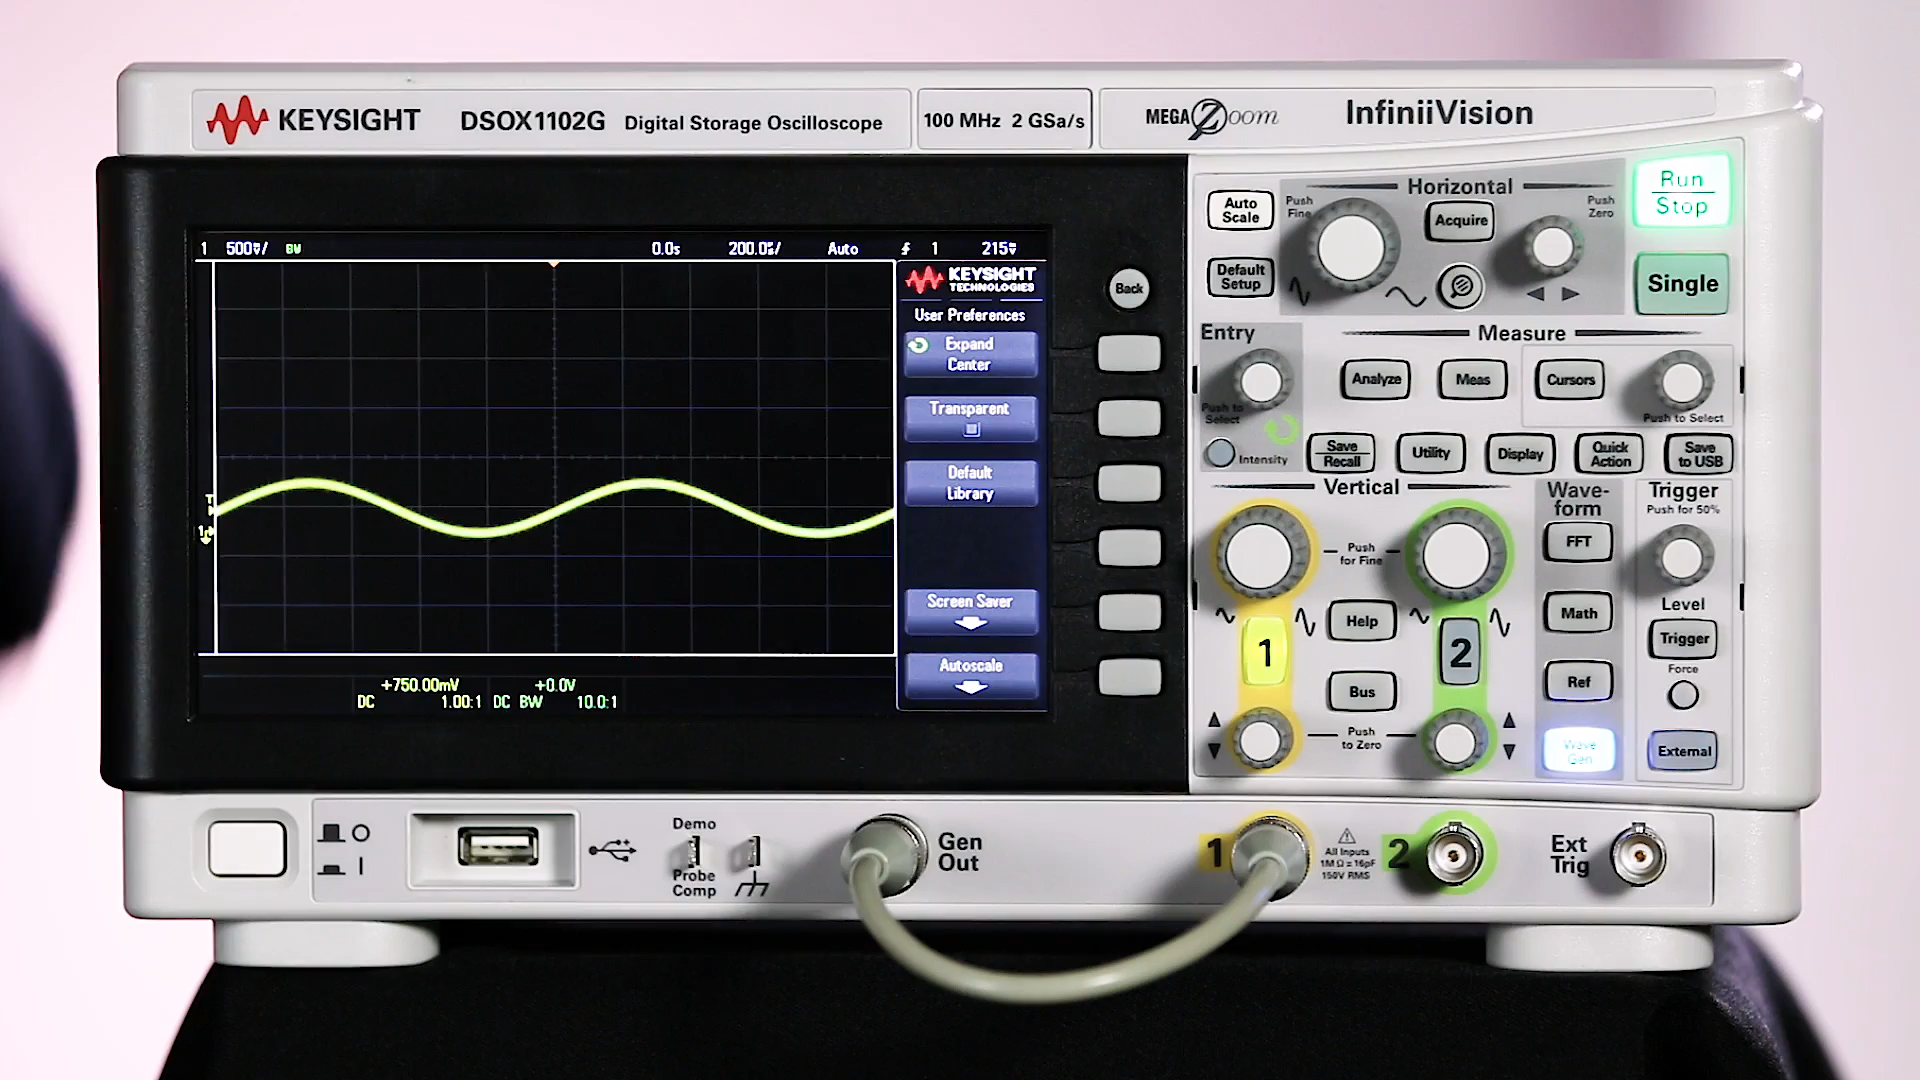 KEYSIGHT DSOX1102G Digital Storage Oscilloscope
100 MHz 2 GSa/s
MEGA Zoom
InfiniiVision
1 500mV/ BW 0.0s 200.0us/ Auto 1 215mV
KEYSIGHT
TECHNOLOGIES
User Preferences
Expand
Center
Transparent
Default
Library
Screen Saver
Autoscale
T
1
+750.00mV +0.0V
DC 1.00:1 DC BW 10.0:1
Back
Auto
Scale
Default
Setup
Horizontal
Push
Fine
Acquire
Push
Zero
Run
Stop
Single
Entry
Push to
Select
Intensity
Measure
Analyze
Meas
Cursors
Push to Select
Save
Recall
Utility
Display
Quick
Action
Save
to USB
Vertical
Push
for Fine
1
2
Help
Bus
Push
to Zero
Wave-
form
FFT
Math
Ref
Wave
Gen
Trigger
Push for 50%
Level
Trigger
Force
External
Demo
Probe
Comp
Gen
Out
1
All Inputs
1M Ω = 16pF
150V RMS
2
Ext
Trig